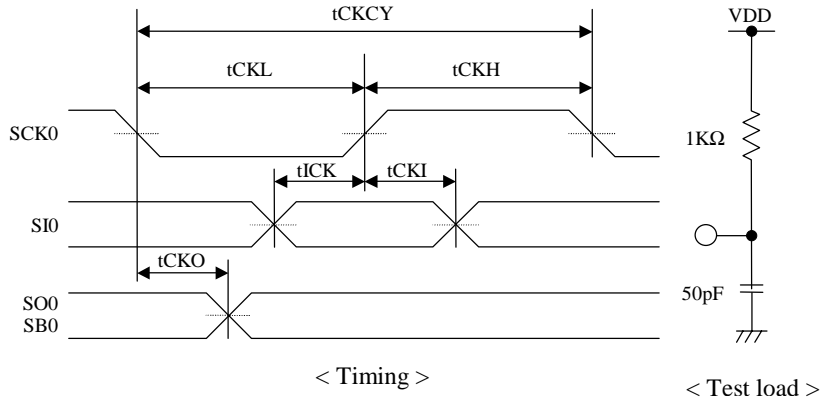 tCKCY
VDD
tCKL
tCKH
SCK0
1KΩ
tICK
tCKI
SI0
tCKO
SO0
SB0
50pF
< Timing >
< Test load >